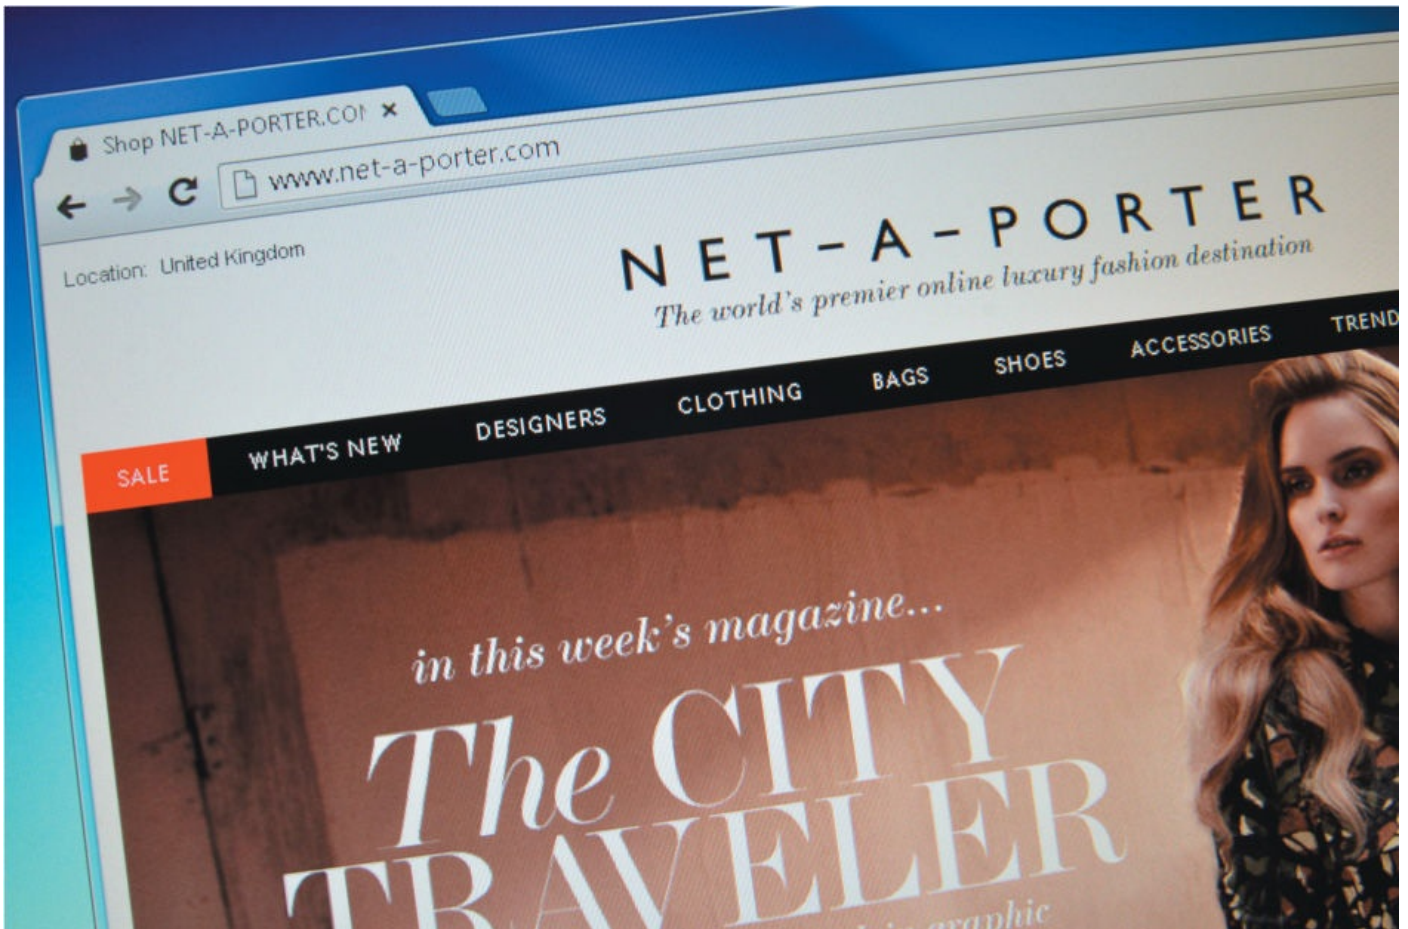 Shop NET-A-PORTER.CO
www.net-a-porter.com
Location: United Kingdom
NET-A-PORTER
The world's premier online luxury fashion destination
SALE WHAT'S NEW DESIGNERS CLOTHING BAGS SHOES ACCESSORIES TREND
in this week's magazine...
The CITY
TRAVELER
graphic